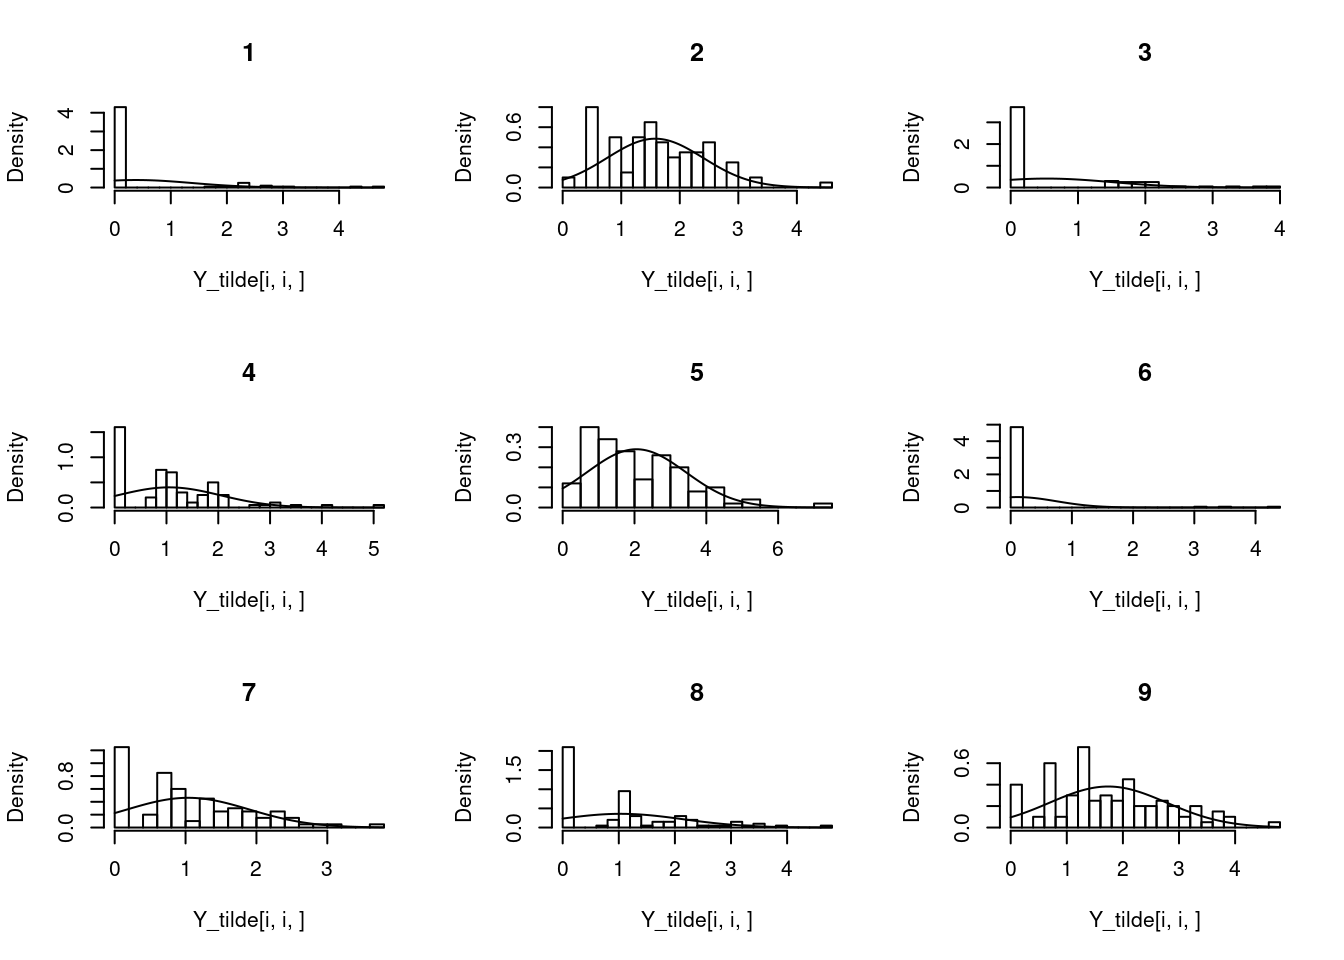 1
Density
0 2 4
0 1 2 3 4
Y_tilde[i, i, ]
2
Density
0.0 0.6
0 1 2 3 4
Y_tilde[i, i, ]
3
Density
0 2
0 1 2 3 4
Y_tilde[i, i, ]
4
Density
0.0 1.0
0 1 2 3 4 5
Y_tilde[i, i, ]
5
Density
0.0 0.3
0 2 4 6
Y_tilde[i, i, ]
6
Density
0 2 4
0 1 2 3 4
Y_tilde[i, i, ]
7
Density
0.0 0.8
0 1 2 3
Y_tilde[i, i, ]
8
Density
0.0 1.5
0 1 2 3 4
Y_tilde[i, i, ]
9
Density
0.0 0.6
0 1 2 3 4
Y_tilde[i, i, ]